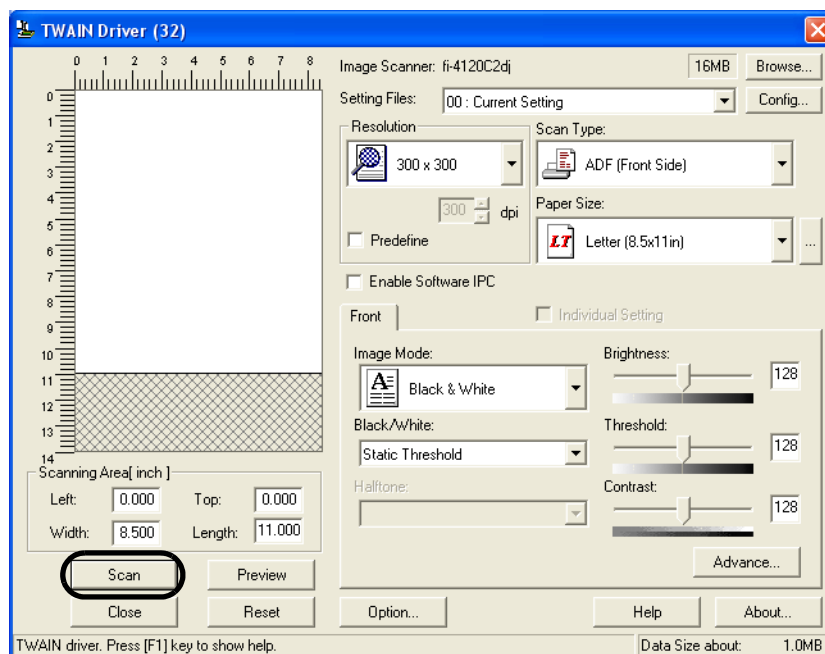 TWAIN Driver (32)
0 1 2 3 4 5 6 7 8
0
1
2
3
4
5
6
7
8
9
10
11
12
13
14
Scanning Area[ inch ]
Left: 0.000 Top: 0.000
Width: 8.500 Length: 11.000
Scan Preview
Close Reset
Image Scanner: fi-4120C2dj 16MB Browse...
Setting Files: 00 : Current Setting Config...
Resolution
300 x 300
300 dpi
Predefine
Scan Type:
ADF (Front Side)
Paper Size:
LT Letter (8.5x11in) ...
Enable Software IPC
Front Individual Setting
Image Mode:
A Black & White
Black/White:
Static Threshold
Halftone:
Brightness:
128
Threshold:
128
Contrast:
128
Advance...
Option... Help About...
TWAIN driver. Press [F1] key to show help. Data Size about: 1.0MB